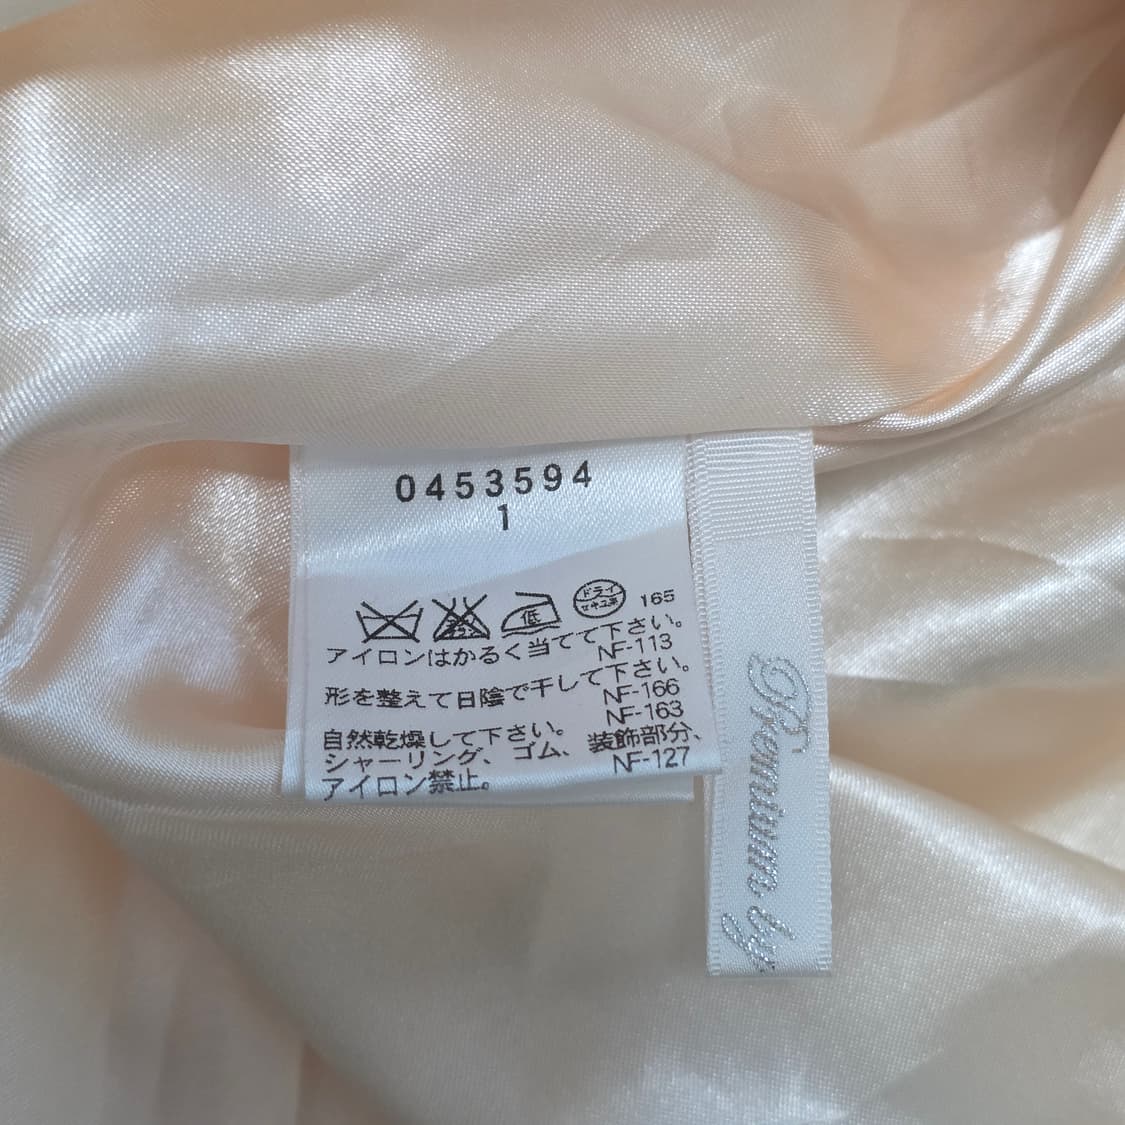 0453594
1
低 ドライ セキユ系 165
アイロンはかるく当てて下さい。
NF-113
形を整えて日陰で干して下さい。
NF-166
NF-163
自然乾燥して下さい。
シャーリング、ゴム、装飾部分、
NF-127
アイロン禁止。
Premium by